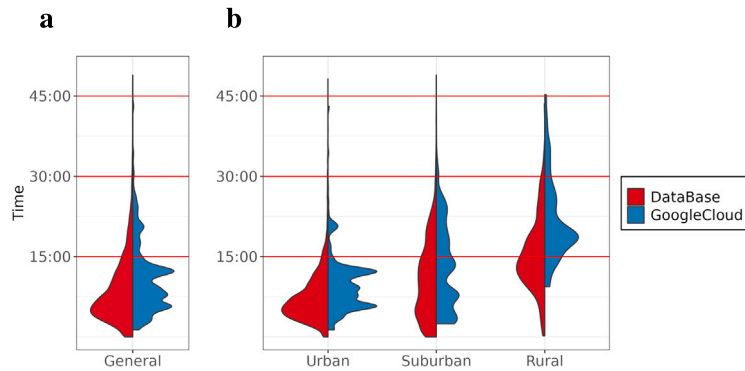 a
b
45:00
30:00
15:00
Time
General
45:00
30:00
15:00
Urban
Suburban
Rural
DataBase
GoogleCloud